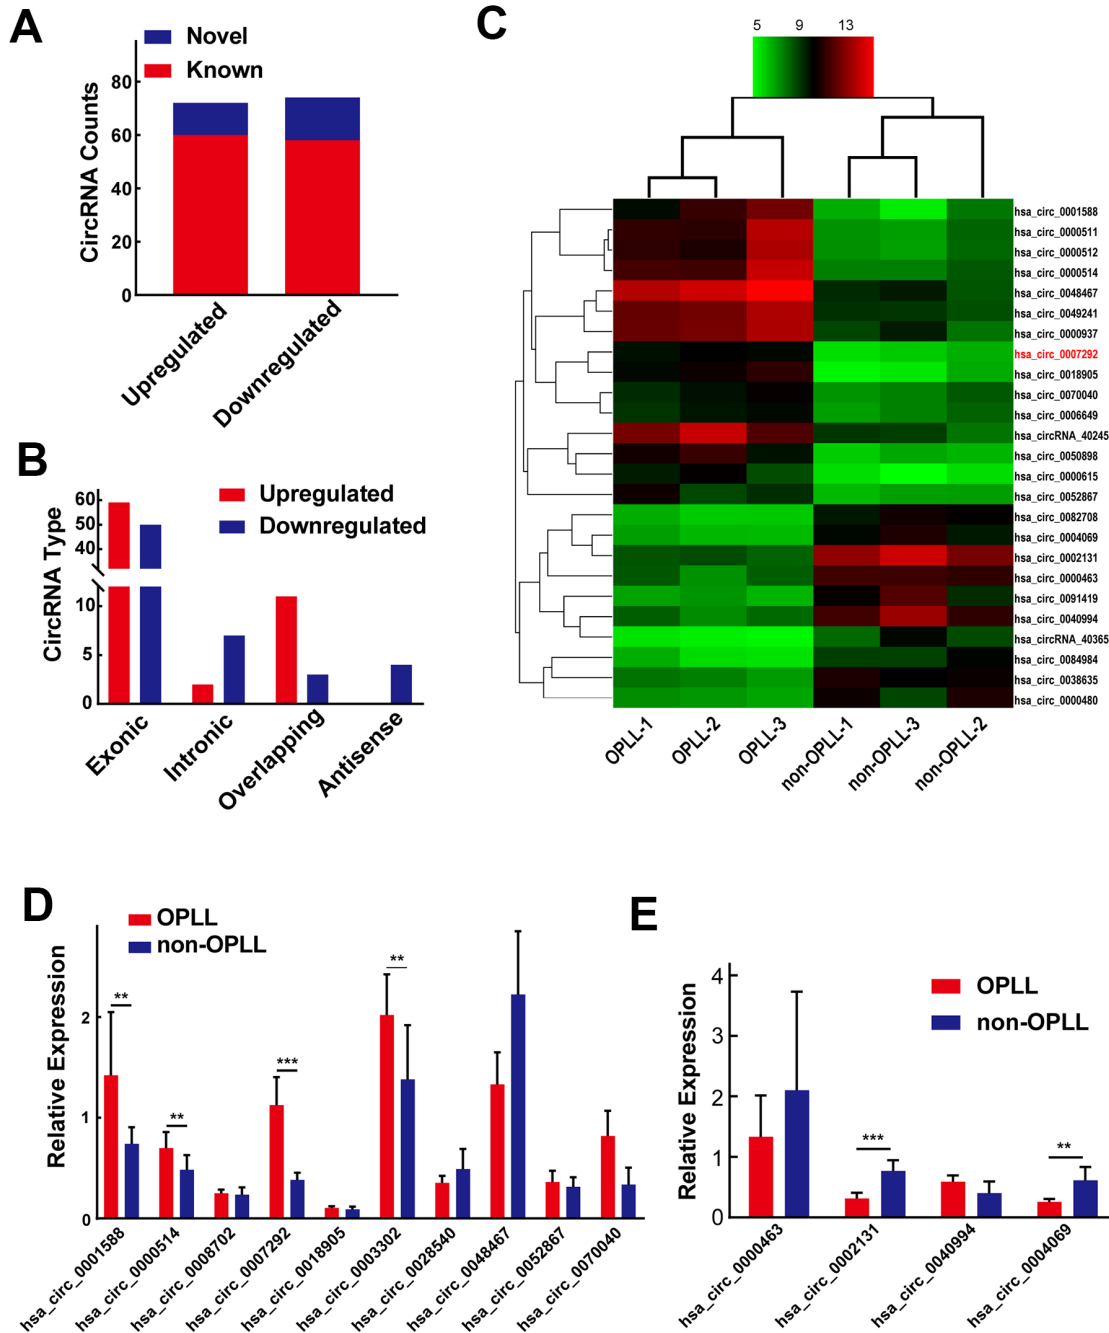 A
Novel
Known
CircRNA Counts
80
60
40
20
0
Upregulated
Downregulated
B
Upregulated
Downregulated
CircRNA Type
60
50
40
10
5
0
Exonic
Intronic
Overlapping
Antisense
C
5 9 13
hsa_circ_0001588
hsa_circ_0000511
hsa_circ_0000512
hsa_circ_0000514
hsa_circ_0048467
hsa_circ_0049241
hsa_circ_0000937
hsa_circ_0007292
hsa_circ_0018905
hsa_circ_0070040
hsa_circ_0006649
hsa_circRNA_40245
hsa_circ_0050898
hsa_circ_0000615
hsa_circ_0052867
hsa_circ_0082708
hsa_circ_0004069
hsa_circ_0002131
hsa_circ_0000463
hsa_circ_0091419
hsa_circ_0040994
hsa_circRNA_40365
hsa_circ_0084984
hsa_circ_0038635
hsa_circ_0000480
OPLL-1
OPLL-2
OPLL-3
non-OPLL-1
non-OPLL-3
non-OPLL-2
D
OPLL
non-OPLL
Relative Expression
2
1
0
**
**
***
**
hsa_circ_0001588
hsa_circ_0000514
hsa_circ_0008702
hsa_circ_0007292
hsa_circ_0018905
hsa_circ_0003302
hsa_circ_0028540
hsa_circ_0048467
hsa_circ_0052867
hsa_circ_0070040
E
OPLL
non-OPLL
Relative Expression
4
3
2
1
0
***
**
hsa_circ_0000463
hsa_circ_0002131
hsa_circ_0040994
hsa_circ_0004069